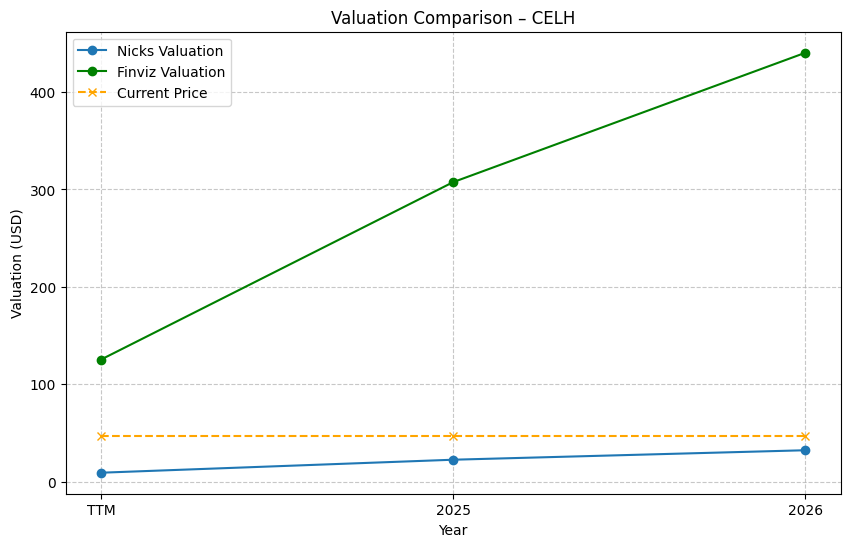 Valuation Comparison – CELH
Nicks Valuation
Finviz Valuation
Current Price
Valuation (USD)
400
300
200
100
0
TTM
2025
2026
Year